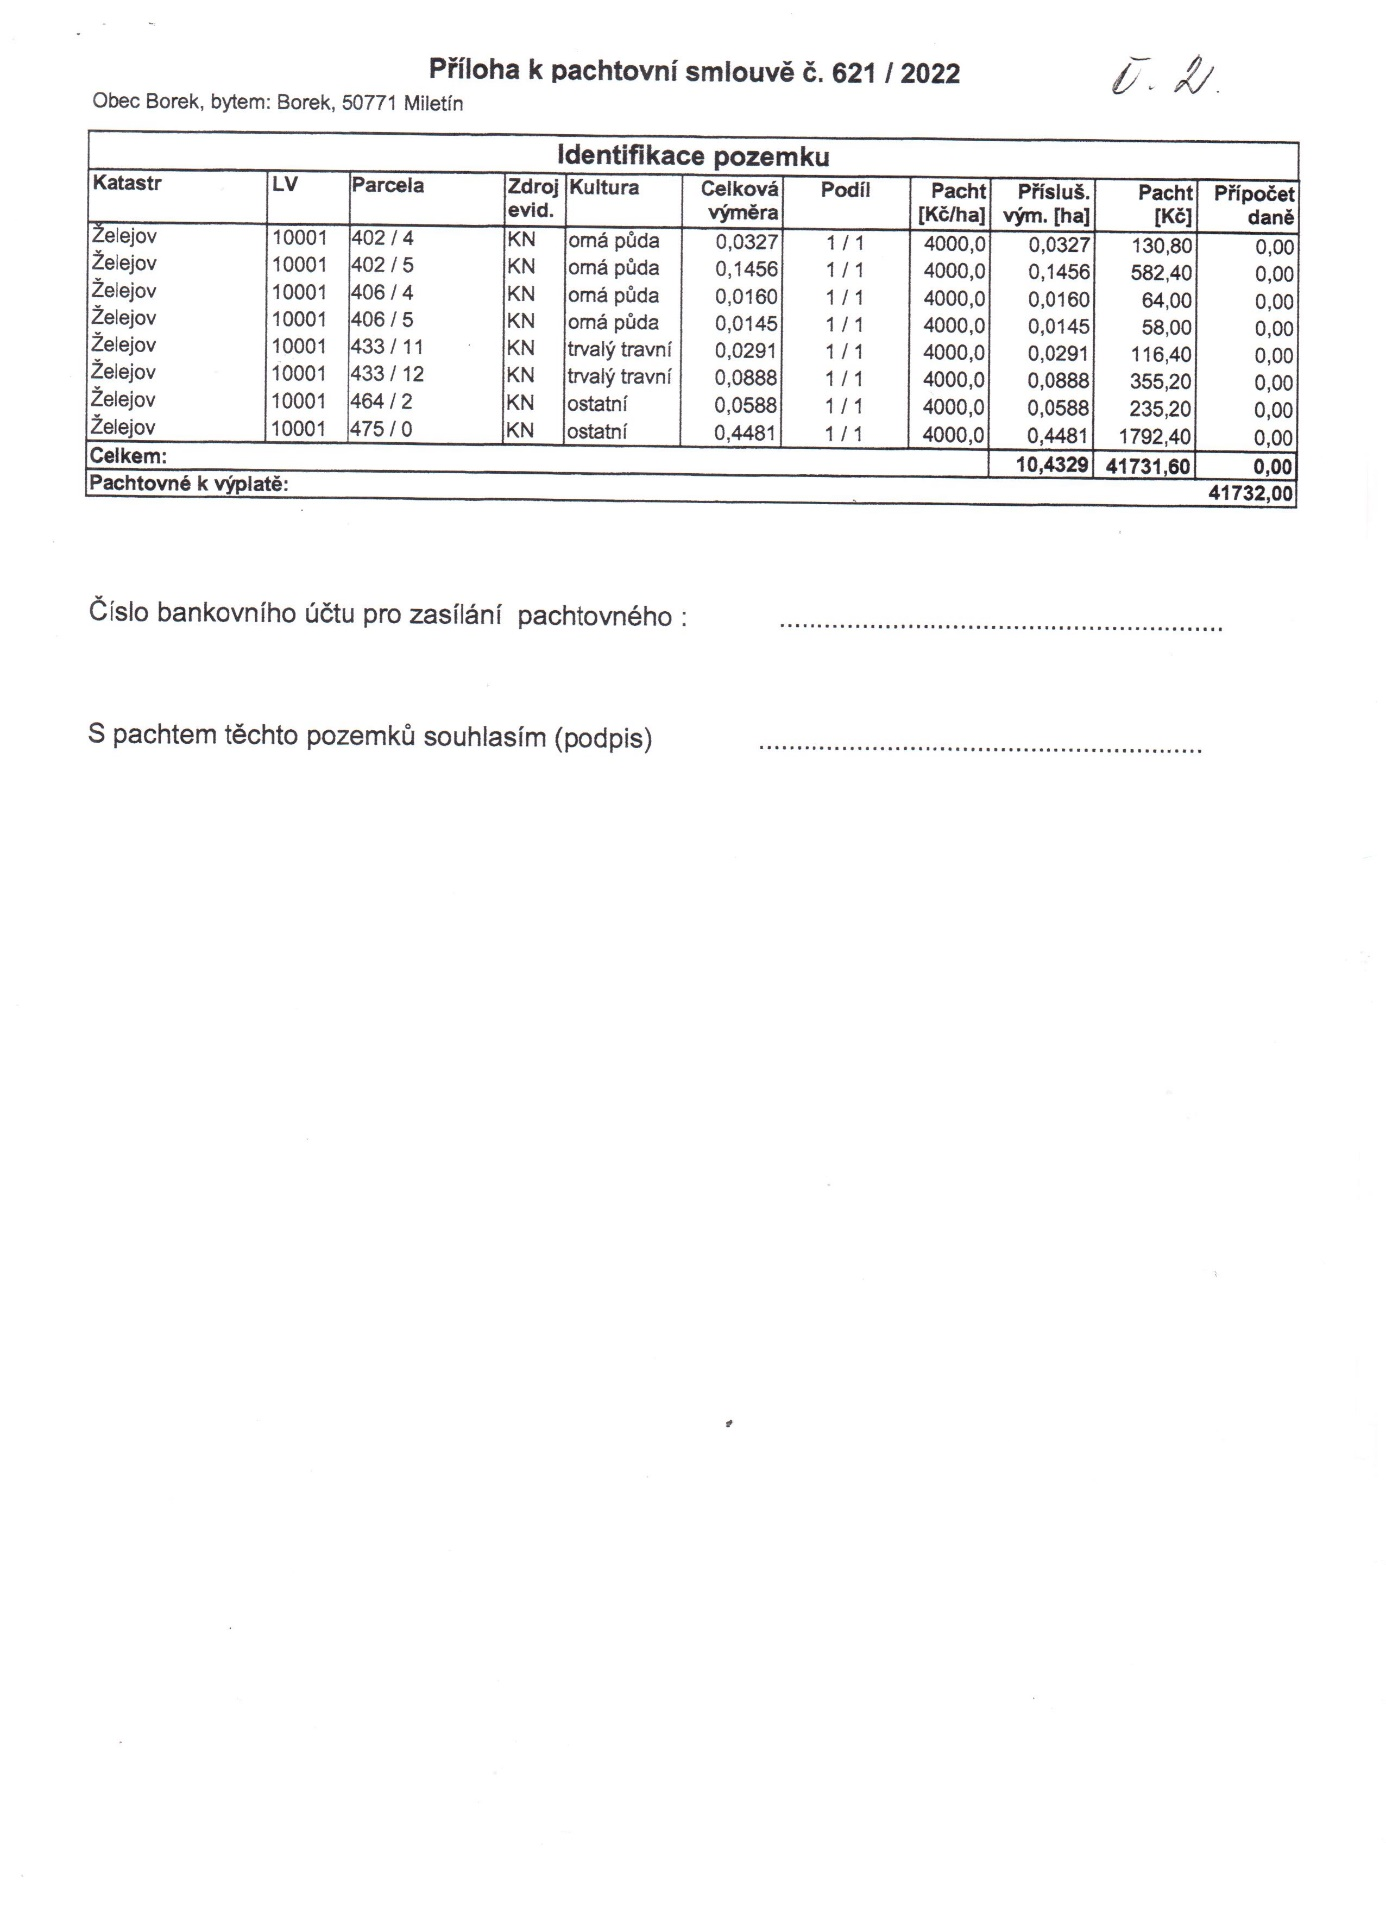 Příloha k pachtovní smlouvě č. 621 / 2022 č. 2.
Obec Borek, bytem: Borek, 50771 Miletín
Identifikace pozemku
Katastr LV Parcela Zdroj evid. Kultura Celková výměra Podíl Pacht [Kč/ha] Přísluš. vým. [ha] Pacht [Kč] Přípočet daně
Želejov 10001 402 / 4 KN orná půda 0,0327 1 / 1 4000,0 0,0327 130,80 0,00
Želejov 10001 402 / 5 KN orná půda 0,1456 1 / 1 4000,0 0,1456 582,40 0,00
Želejov 10001 406 / 4 KN orná půda 0,0160 1 / 1 4000,0 0,0160 64,00 0,00
Želejov 10001 406 / 5 KN orná půda 0,0145 1 / 1 4000,0 0,0145 58,00 0,00
Želejov 10001 433 / 11 KN trvalý travní 0,0291 1 / 1 4000,0 0,0291 116,40 0,00
Želejov 10001 433 / 12 KN trvalý travní 0,0888 1 / 1 4000,0 0,0888 355,20 0,00
Želejov 10001 464 / 2 KN ostatní 0,0588 1 / 1 4000,0 0,0588 235,20 0,00
Želejov 10001 475 / 0 KN ostatní 0,4481 1 / 1 4000,0 0,4481 1792,40 0,00
Celkem: 10,4329 41731,60 0,00
Pachtovné k výplatě: 41732,00
Číslo bankovního účtu pro zasílání pachtovného : ..........................................................
S pachtem těchto pozemků souhlasím (podpis) ..........................................................